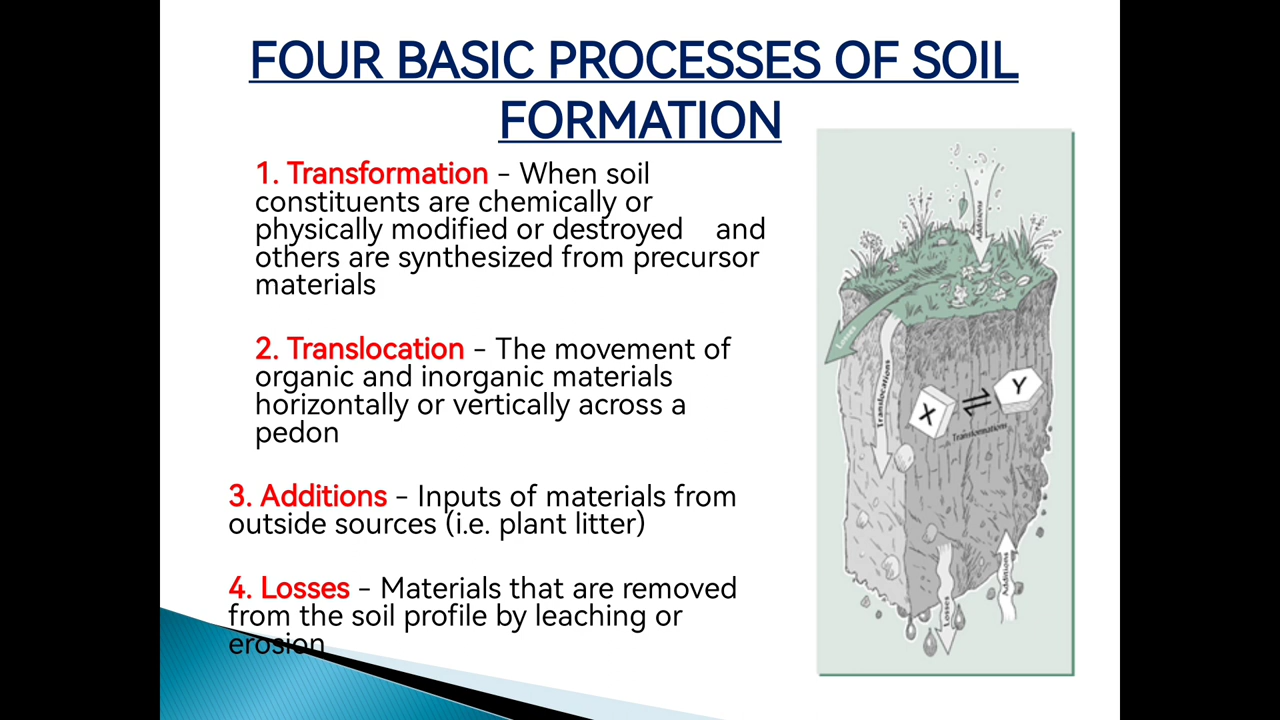 FOUR BASIC PROCESSES OF SOIL
FORMATION
1. Transformation - When soil
constituents are chemically or
physically modified or destroyed and
others are synthesized from precursor
materials
2. Translocation - The movement of
organic and inorganic materials
horizontally or vertically across a
pedon
3. Additions - Inputs of materials from
outside sources (i.e. plant litter)
4. Losses - Materials that are removed
from the soil profile by leaching or
erosion
Additions
Losses
Translocations
X
Y
Transformations
Additions
Losses